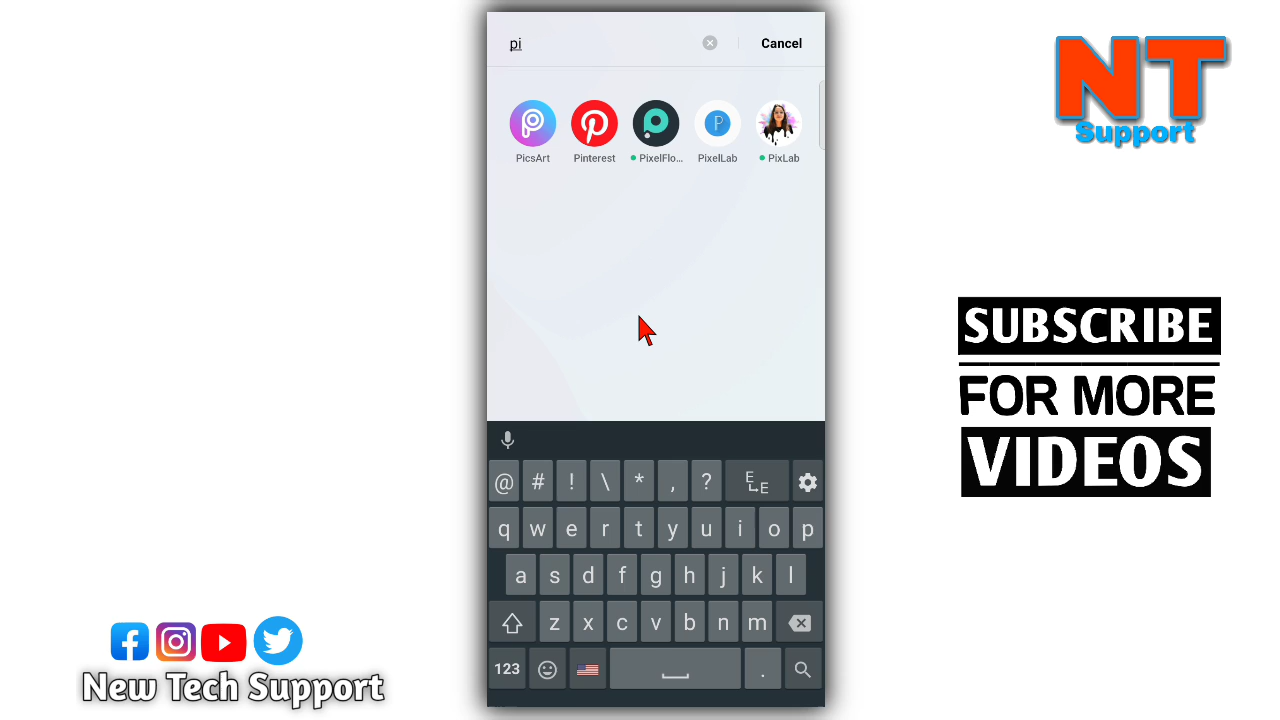 pi
Cancel
PicsArt
Pinterest
PixelFlo...
PixelLab
PixLab
NT
Support
SUBSCRIBE
FOR MORE
VIDEOS
@ # ! \ * , ? E E
q w e r t y u i o p
a s d f g h j k l
z x c v b n m
123 .
New Tech Support